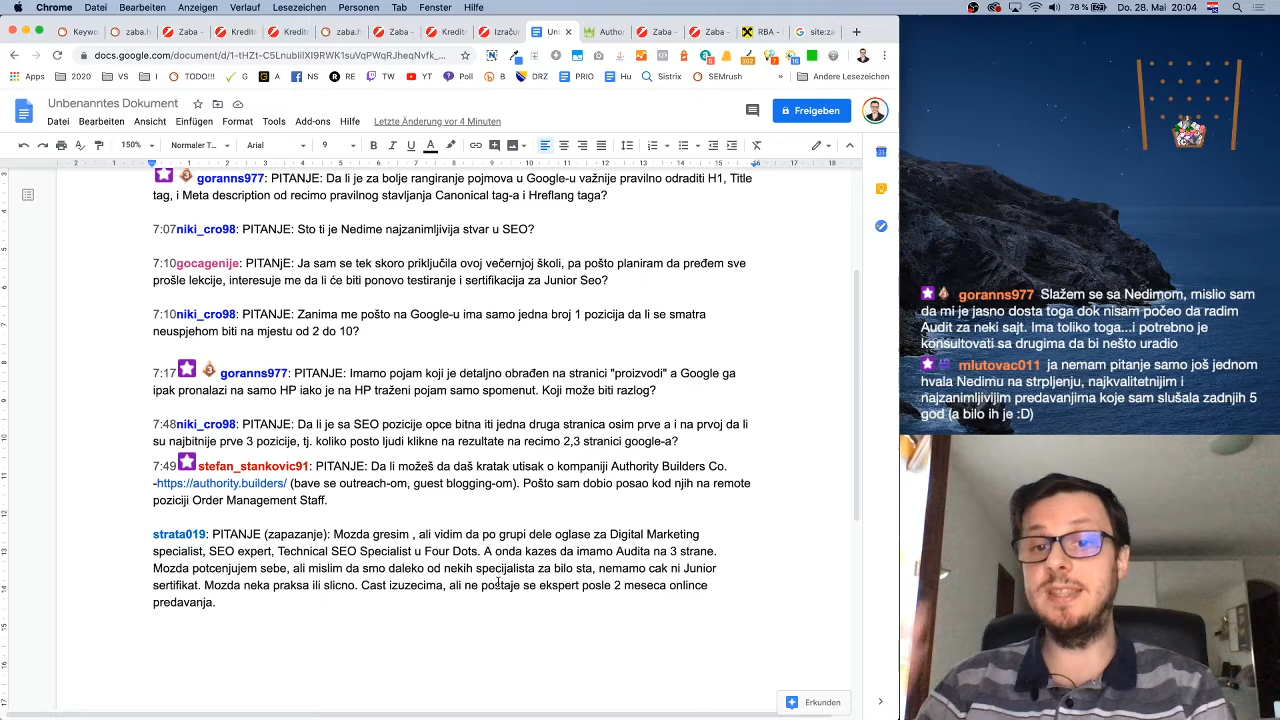 Chrome Datei Bearbeiten Anzeigen Verlauf Lesezeichen Personen Tab Fenster Hilfe 78 % Do. 28. Mai 20:04
Keyw zaba.h Zaba - /1-Kredit zaba.h Zaba - /1-Kredit Izraču Un Author Zaba - Zaba - RBA - site:za
google.com/document/d/1-tHZt-C5LnublilXI9RWK1suVqPWqRJheqNvfk_...
Apps 2020 VS TODO!!! G A NS RE TW YT Poll B DRZ PRIO Hu Sistrix SEMrush Andere Lesezeichen
Unbenanntes Dokument
Datei Bearbeiten Ansicht Einfügen Format Tools Add-ons Hilfe Letzte Änderung vor 4 Minuten
Freigeben
150% Normaler T... Arial 9
goranns977: PITANJE: Da li je za bolje rangiranje pojmova u Google-u važnije pravilno odraditi H1, Title
tag, i Meta description od recimo pravilnog stavljanja Canonical tag-a i Hreflang taga?
7:07niki_cro98: PITANJE: Sto ti je Nedime najzanimljivija stvar u SEO?
7:10gocagenije: PITANJE: Ja sam se tek skoro priključila ovoj večernjoj školi, pa pošto planiram da pređem sve
prošle lekcije, interesuje me da li će biti ponovo testiranje i sertifikacija za Junior Seo?
7:10niki_cro98: PITANJE: Zanima me pošto na Google-u ima samo jedna broj 1 pozicija da li se smatra
neuspjehom biti na mjestu od 2 do 10?
7:17 goranns977: PITANJE: Imamo pojam koji je detaljno obrađen na stranici "proizvodi" a Google ga
ipak pronalazi na samo HP iako je na HP traženi pojam samo spomenut. Koji može biti razlog?
7:48niki_cro98: PITANJE: Da li je sa SEO pozicije opce bitna iti jedna druga stranica osim prve a i na prvoj da li
su najbitnije prve 3 pozicije, tj. koliko posto ljudi klikne na rezultate na recimo 2,3 stranici google-a?
7:49 stefan_stankovic91: PITANJE: Da li možeš da daš kratak utisak o kompaniji Authority Builders Co.
-https://authority.builders/ (bave se outreach-om, guest blogging-om). Pošto sam dobio posao kod njih na remote
poziciji Order Management Staff.
strata019: PITANJE (zapazanje): Mozda gresim , ali vidim da po grupi dele oglase za Digital Marketing
specialist, SEO expert, Technical SEO Specialist u Four Dots. A onda kazes da imamo Audita na 3 strane.
Mozda potcenjujem sebe, ali mislim da smo daleko od nekih specijalista za bilo sta, nemamo cak ni Junior
sertifikat. Mozda neka praksa ili slicno. Cast izuzecima, ali ne postaje se ekspert posle 2 meseca onlince
predavanja.
Erkunden
goranns977 Slažem se sa Nedimom, mislio sam
da mi je jasno dosta toga dok nisam počeo da radim
Audit za neki sajt. Ima toliko toga...i potrebno je
konsultovati sa drugima da bi nešto uradio
mlutovac011 ja nemam pitanje samo još jednom
hvala Nedimu na strpljenju, najkvalitetnijim i
najzanimljivijim predavanjima koje sam slušala zadnjih 5
god (a bilo ih je :D)